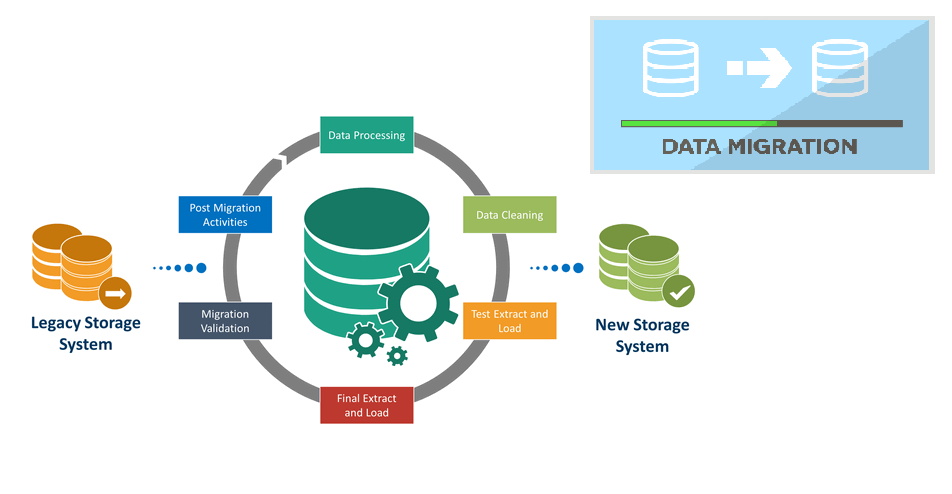 DATA MIGRATION
Data Processing
Data Cleaning
Test Extract and
Load
Final Extract
and Load
Migration
Validation
Post Migration
Activities
Legacy Storage
System
New Storage
System